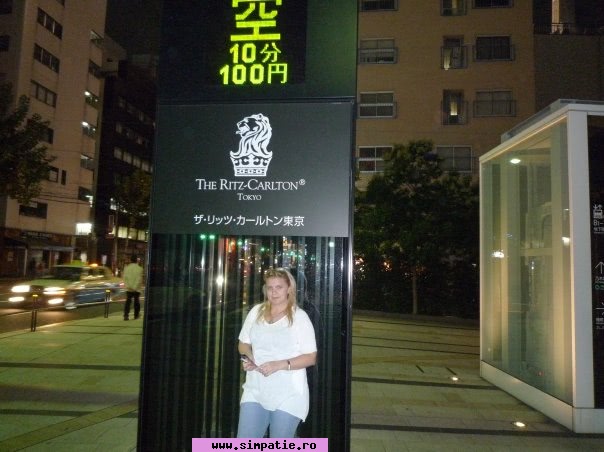 空
10分
100円
THE RITZ-CARLTON®
TOKYO
ザ・リッツ・カールトン東京
www.simpatie.ro